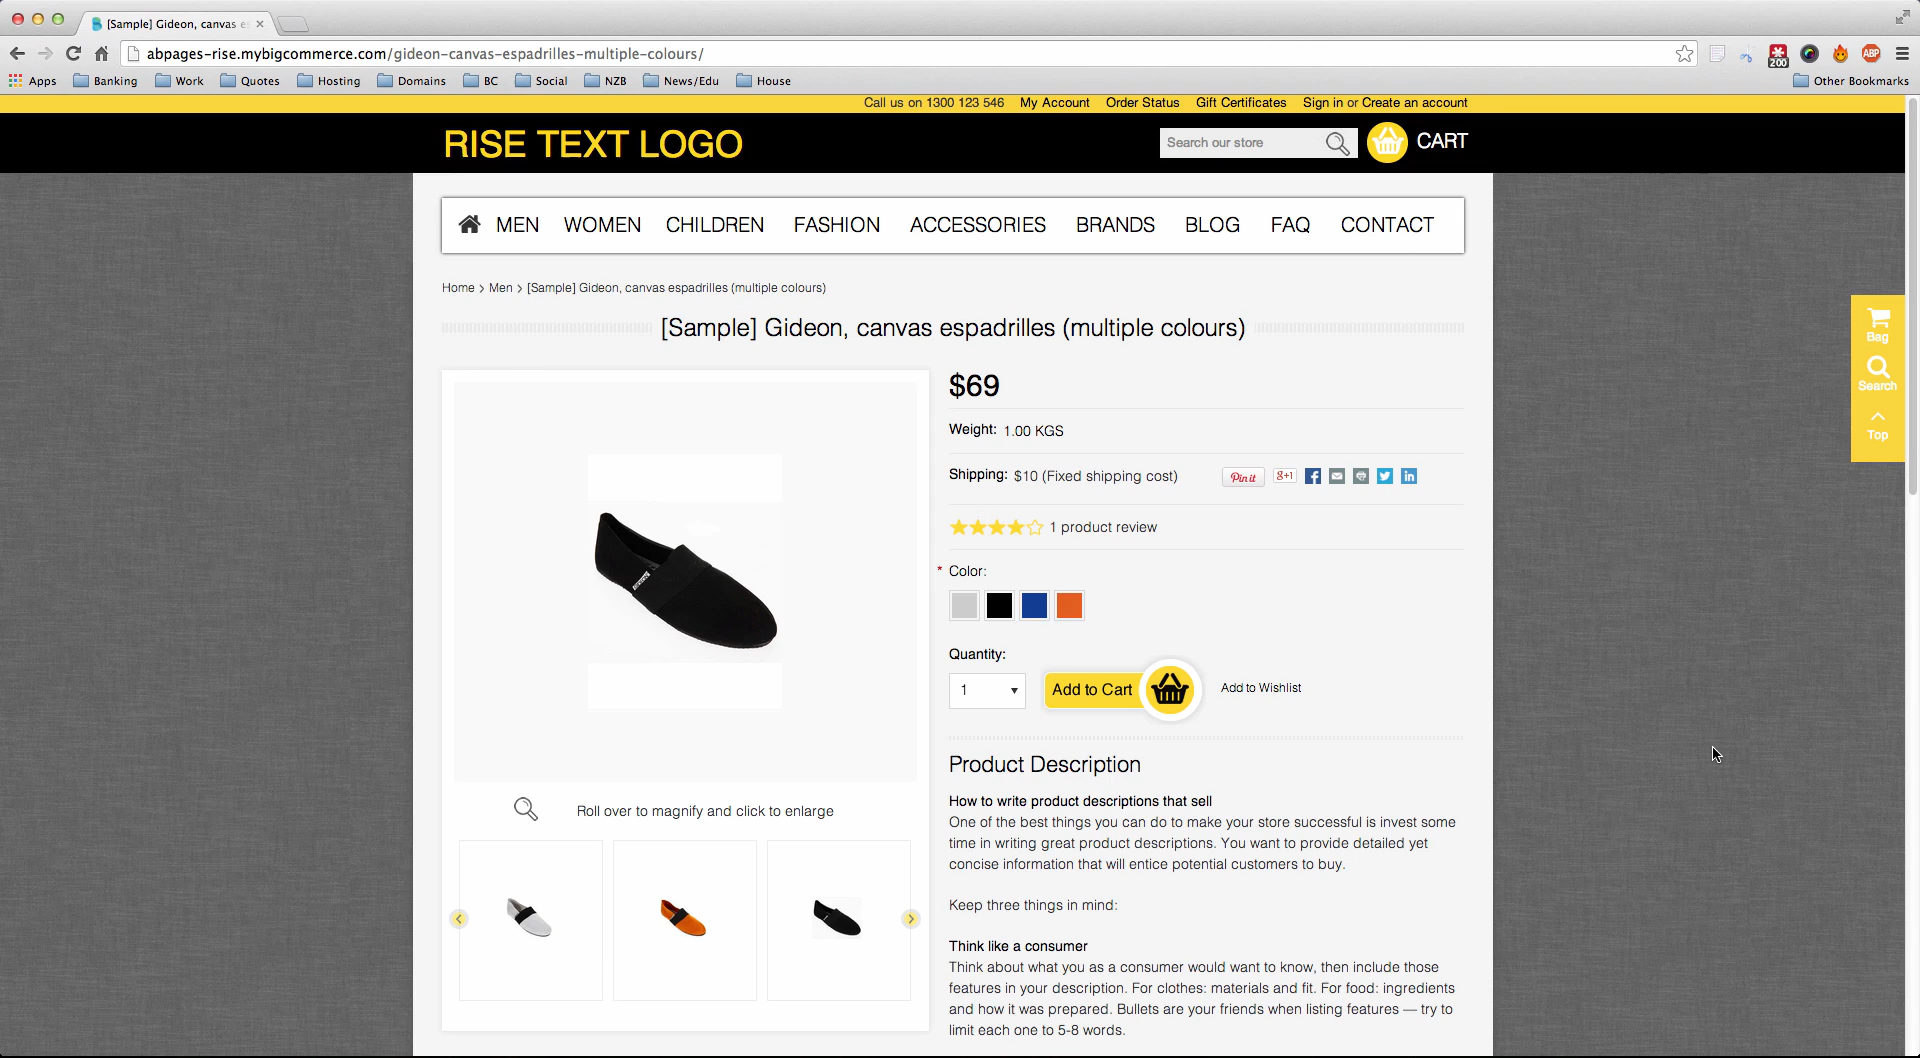 [Sample] Gideon, canvas e
abpages-rise.mybigcommerce.com/gideon-canvas-espadrilles-multiple-colours/
200
ABP
Apps Banking Work Quotes Hosting Domains BC Social NZB News/Edu House Other Bookmarks
Call us on 1300 123 546 My Account Order Status Gift Certificates Sign in or Create an account
RISE TEXT LOGO
Search our store
CART
MEN WOMEN CHILDREN FASHION ACCESSORIES BRANDS BLOG FAQ CONTACT
Home > Men > [Sample] Gideon, canvas espadrilles (multiple colours)
[Sample] Gideon, canvas espadrilles (multiple colours)
Bag
Search
Top
$69
Weight: 1.00 KGS
Shipping: $10 (Fixed shipping cost)
Pin it
g+1
1 product review
* Color:
Quantity:
1
Add to Cart
Add to Wishlist
Roll over to magnify and click to enlarge
Product Description
How to write product descriptions that sell
One of the best things you can do to make your store successful is invest some
time in writing great product descriptions. You want to provide detailed yet
concise information that will entice potential customers to buy.
Keep three things in mind:
Think like a consumer
Think about what you as a consumer would want to know, then include those
features in your description. For clothes: materials and fit. For food: ingredients
and how it was prepared. Bullets are your friends when listing features — try to
limit each one to 5-8 words.